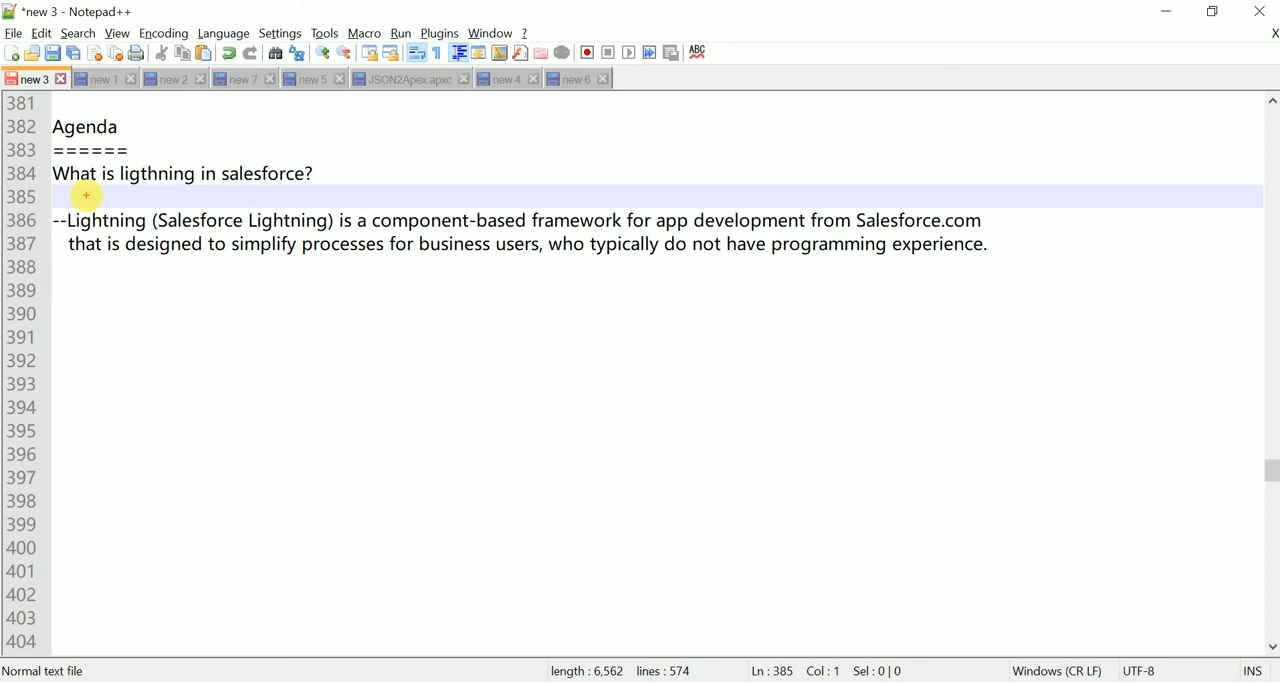 *new 3 - Notepad++
File Edit Search View Encoding Language Settings Tools Macro Run Plugins Window ? X
ABC
new 3 new 1 new 2 new 7 new 5 JSON2Apex.apxc new 4 new 6
381
382 Agenda
383 ======
384 What is ligthning in salesforce?
385
386 --Lightning (Salesforce Lightning) is a component-based framework for app development from Salesforce.com
387 that is designed to simplify processes for business users, who typically do not have programming experience.
388
389
390
391
392
393
394
395
396
397
398
399
400
401
402
403
404
Normal text file length : 6,562 lines : 574 Ln : 385 Col : 1 Sel : 0 | 0 Windows (CR LF) UTF-8 INS